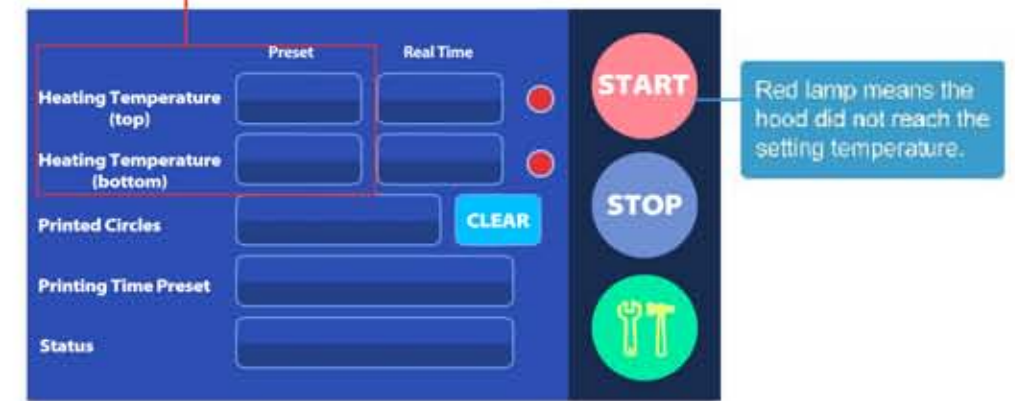 Preset Real Time
Heating Temperature
(top)
Heating Temperature
(bottom)
Printed Circles
CLEAR
Printing Time Preset
Status
START
STOP
Red lamp means the
hood did not reach the
setting temperature.